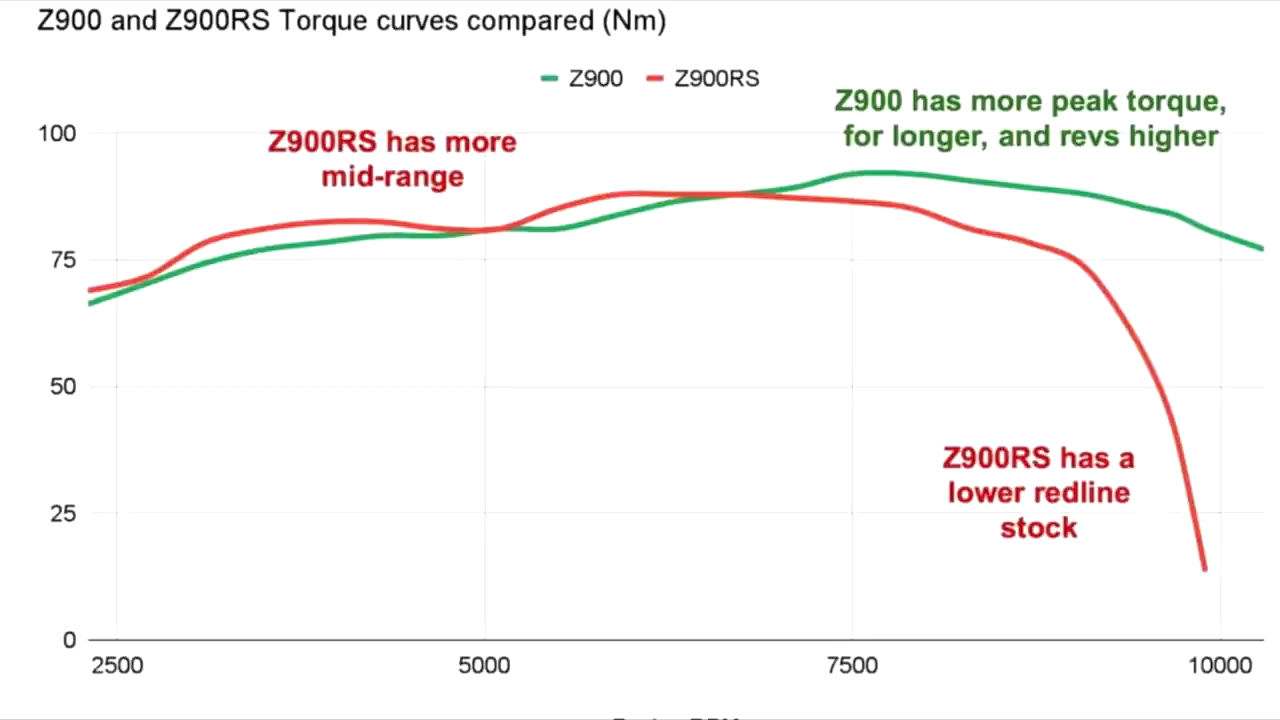 Z900 and Z900RS Torque curves compared (Nm)
Z900 Z900RS
Z900 has more peak torque,
for longer, and revs higher
Z900RS has more
mid-range
100
75
50
25
0
Z900RS has a
lower redline
stock
2500 5000 7500 10000